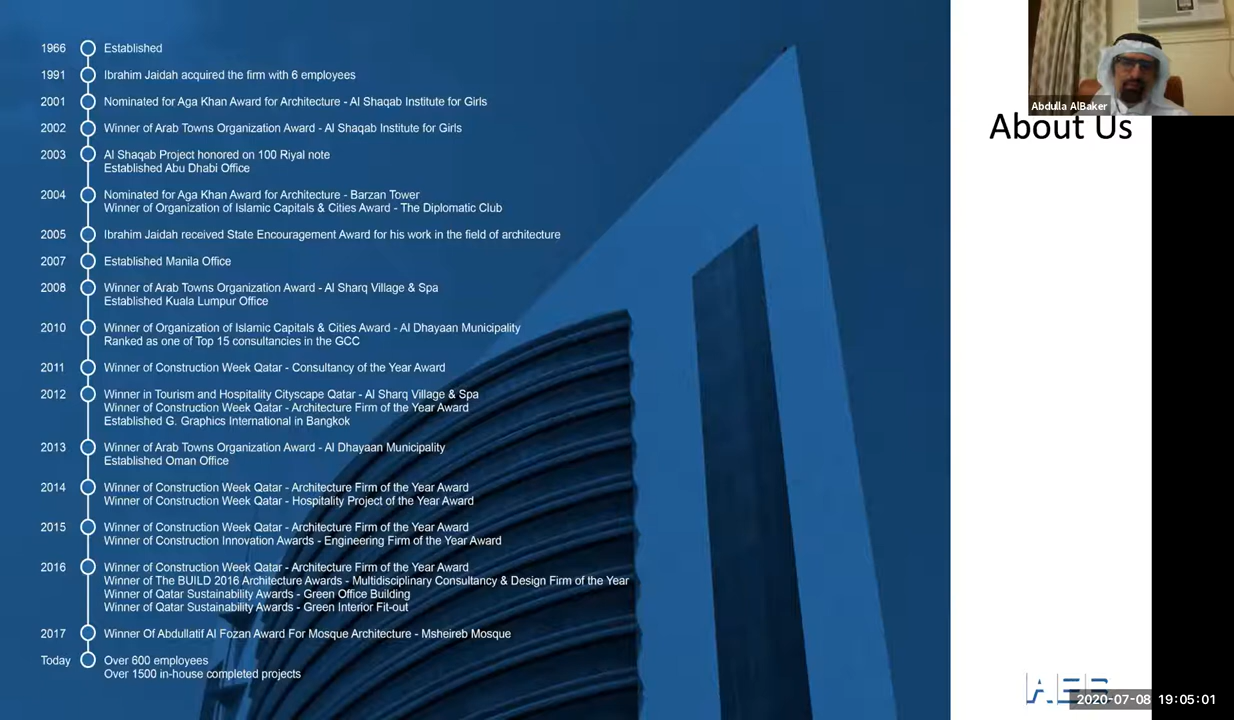 1966 Established
1991 Ibrahim Jaidah acquired the firm with 6 employees
2001 Nominated for Aga Khan Award for Architecture - Al Shaqab Institute for Girls
2002 Winner of Arab Towns Organization Award - Al Shaqab Institute for Girls
2003 Al Shaqab Project honored on 100 Riyal note
Established Abu Dhabi Office
2004 Nominated for Aga Khan Award for Architecture - Barzan Tower
Winner of Organization of Islamic Capitals & Cities Award - The Diplomatic Club
2005 Ibrahim Jaidah received State Encouragement Award for his work in the field of architecture
2007 Established Manila Office
2008 Winner of Arab Towns Organization Award - Al Sharq Village & Spa
Established Kuala Lumpur Office
2010 Winner of Organization of Islamic Capitals & Cities Award - Al Dhayaan Municipality
Ranked as one of Top 15 consultancies in the GCC
2011 Winner of Construction Week Qatar - Consultancy of the Year Award
2012 Winner in Tourism and Hospitality Cityscape Qatar - Al Sharq Village & Spa
Winner of Construction Week Qatar - Architecture Firm of the Year Award
Established G. Graphics International in Bangkok
2013 Winner of Arab Towns Organization Award - Al Dhayaan Municipality
Established Oman Office
2014 Winner of Construction Week Qatar - Architecture Firm of the Year Award
Winner of Construction Week Qatar - Hospitality Project of the Year Award
2015 Winner of Construction Week Qatar - Architecture Firm of the Year Award
Winner of Construction Innovation Awards - Engineering Firm of the Year Award
2016 Winner of Construction Week Qatar - Architecture Firm of the Year Award
Winner of The BUILD 2016 Architecture Awards - Multidisciplinary Consultancy & Design Firm of the Year
Winner of Qatar Sustainability Awards - Green Office Building
Winner of Qatar Sustainability Awards - Green Interior Fit-out
2017 Winner Of Abdullatif Al Fozan Award For Mosque Architecture - Msheireb Mosque
Today Over 600 employees
Over 1500 in-house completed projects
Abdulla AlBaker
About Us
2020-07-08 19:05:01